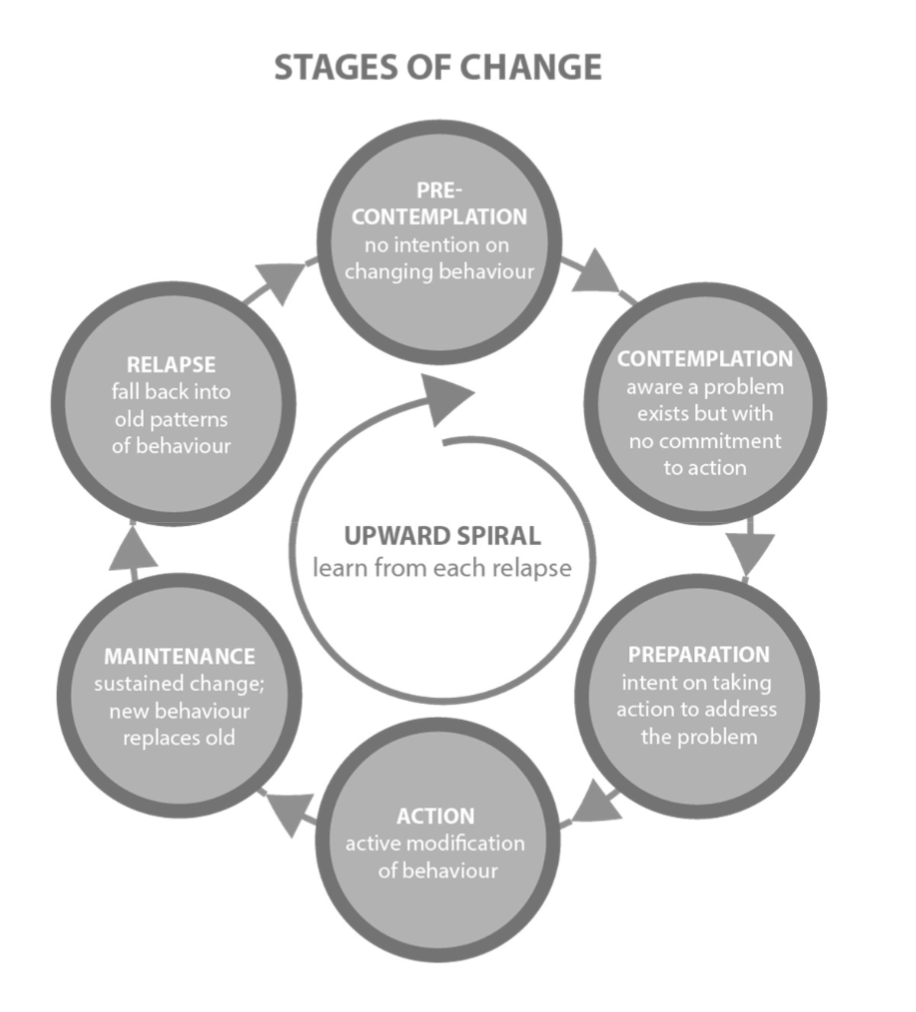 STAGES OF CHANGE
PRE-
CONTEMPLATION
no intention on
changing behaviour
CONTEMPLATION
aware a problem
exists but with
no commitment
to action
PREPARATION
intent on taking
action to address
the problem
ACTION
active modification
of behaviour
MAINTENANCE
sustained change;
new behaviour
replaces old
RELAPSE
fall back into
old patterns
of behaviour
UPWARD SPIRAL
learn from each relapse